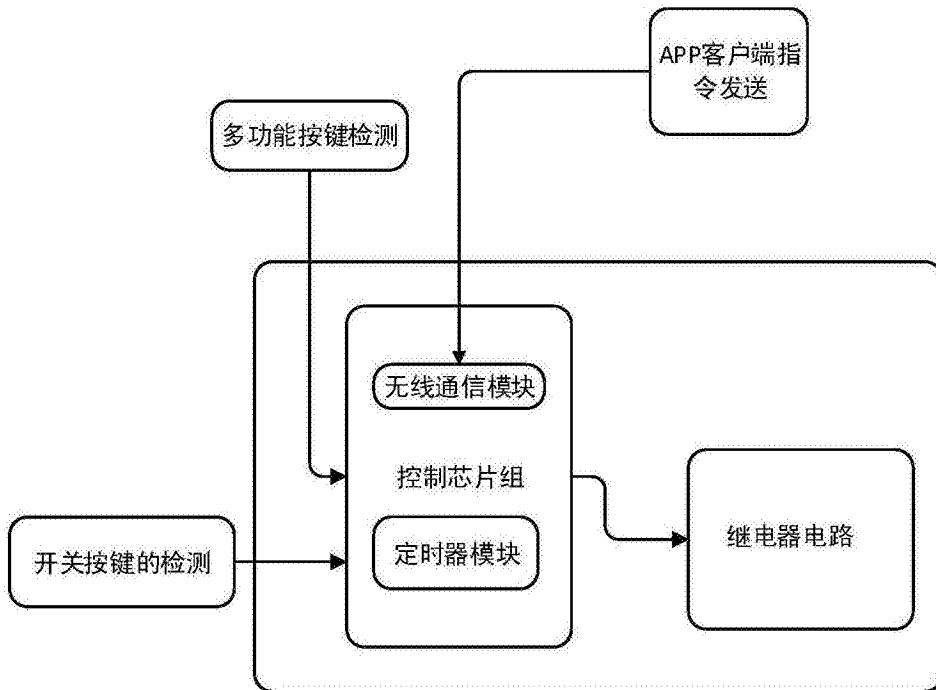 APP客户端指
令发送
多功能按键检测
无线通信模块
控制芯片组
继电器电路
定时器模块
开关按键的检测